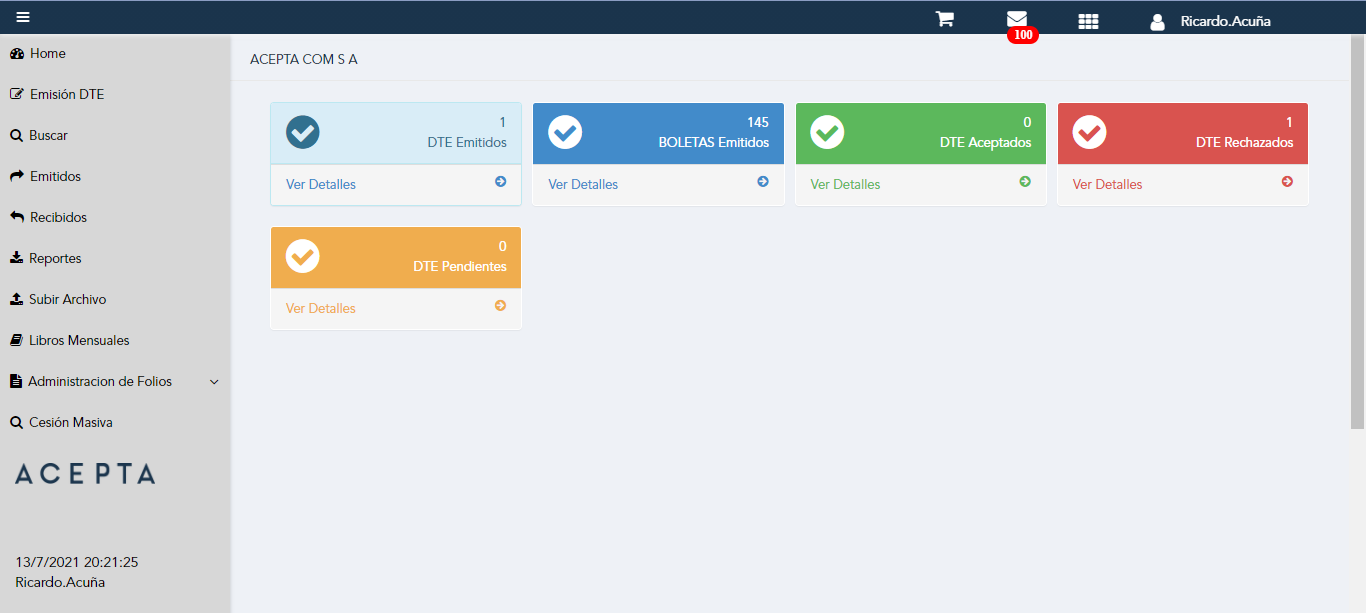 Ricardo.Acuña
100
Home
Emisión DTE
Buscar
Emitidos
Recibidos
Reportes
Subir Archivo
Libros Mensuales
Administracion de Folios
Cesión Masiva
ACEPTA
13/7/2021 20:21:25
Ricardo.Acuña
ACEPTA COM S A
1
DTE Emitidos
Ver Detalles
145
BOLETAS Emitidos
Ver Detalles
0
DTE Aceptados
Ver Detalles
1
DTE Rechazados
Ver Detalles
0
DTE Pendientes
Ver Detalles